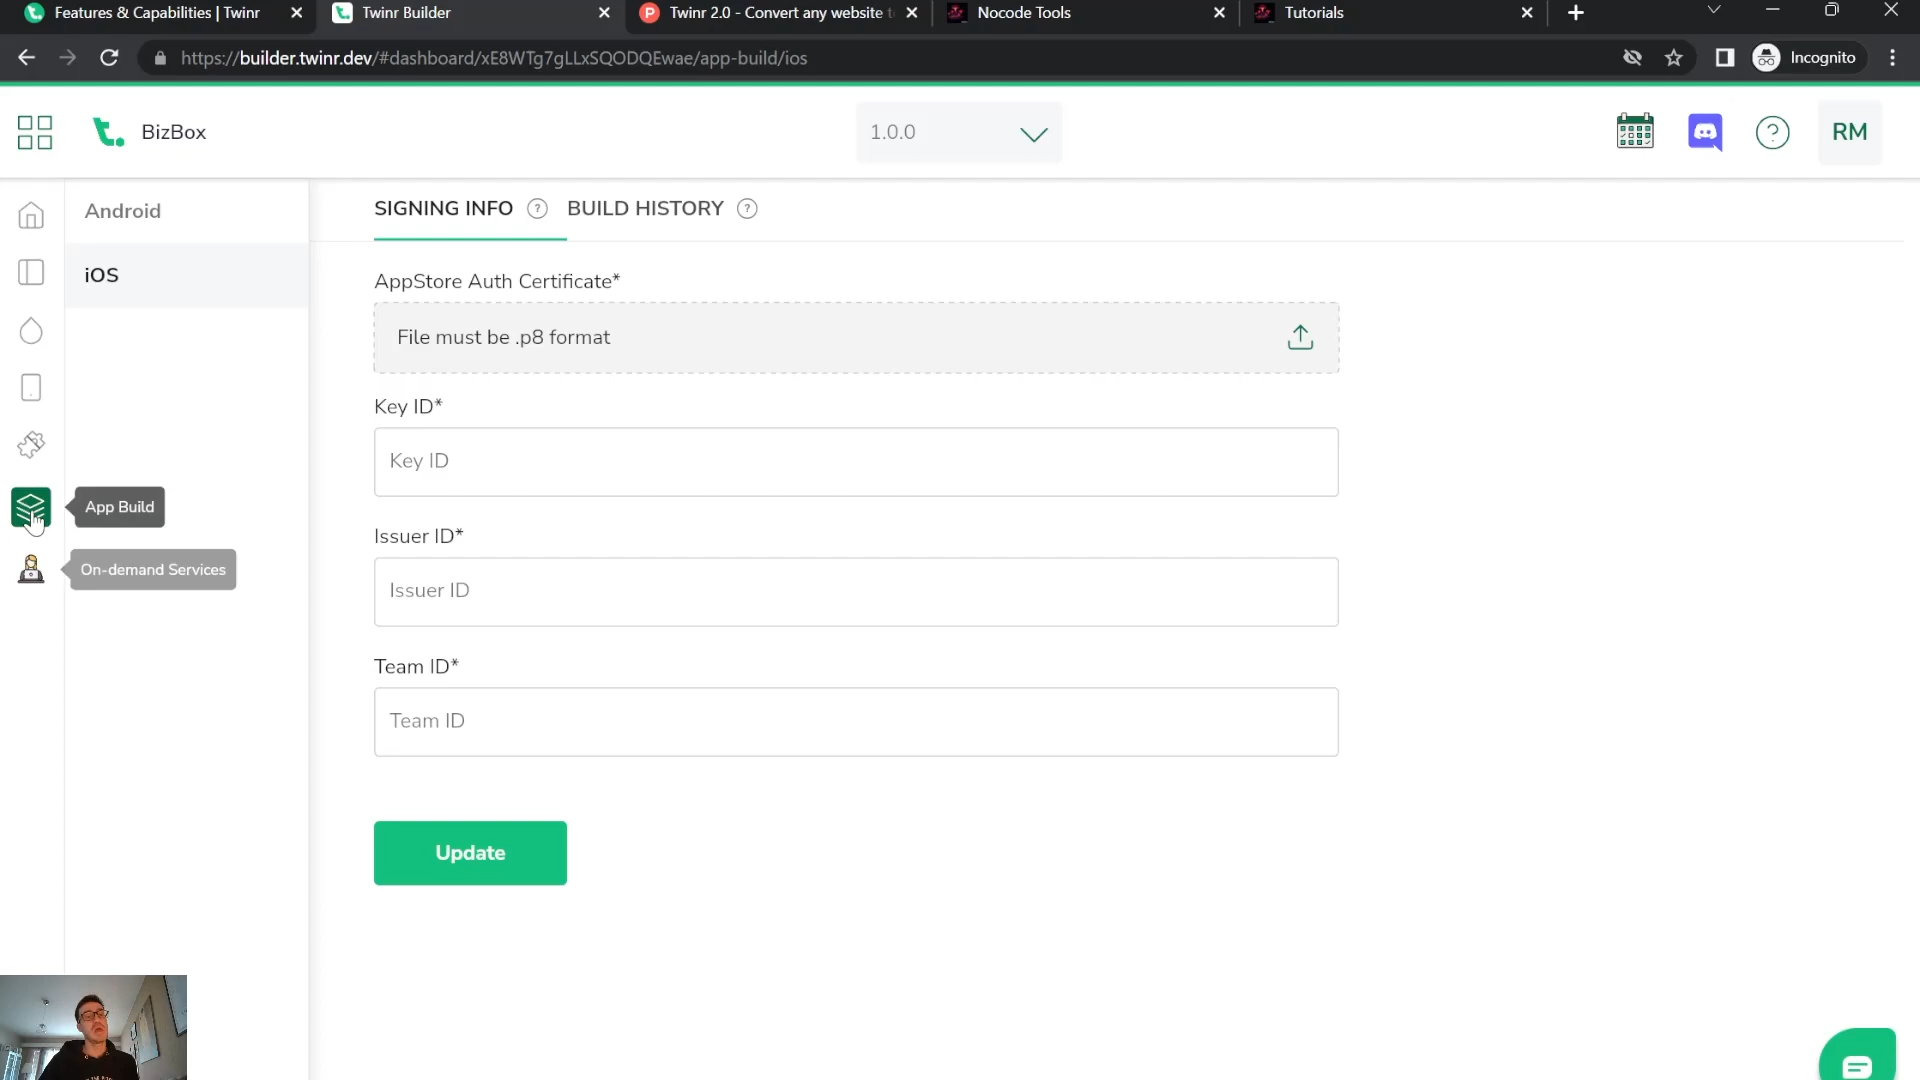 Features & Capabilities | Twinr
Twinr Builder
Twinr 2.0 - Convert any website t
Nocode Tools
Tutorials
https://builder.twinr.dev/#dashboard/xE8WTg7gLLxSQODQEwae/app-build/ios
Incognito
BizBox
1.0.0
RM
Android
iOS
SIGNING INFO
BUILD HISTORY
AppStore Auth Certificate*
File must be .p8 format
Key ID*
Key ID
App Build
Issuer ID*
On-demand Services
Issuer ID
Team ID*
Team ID
Update